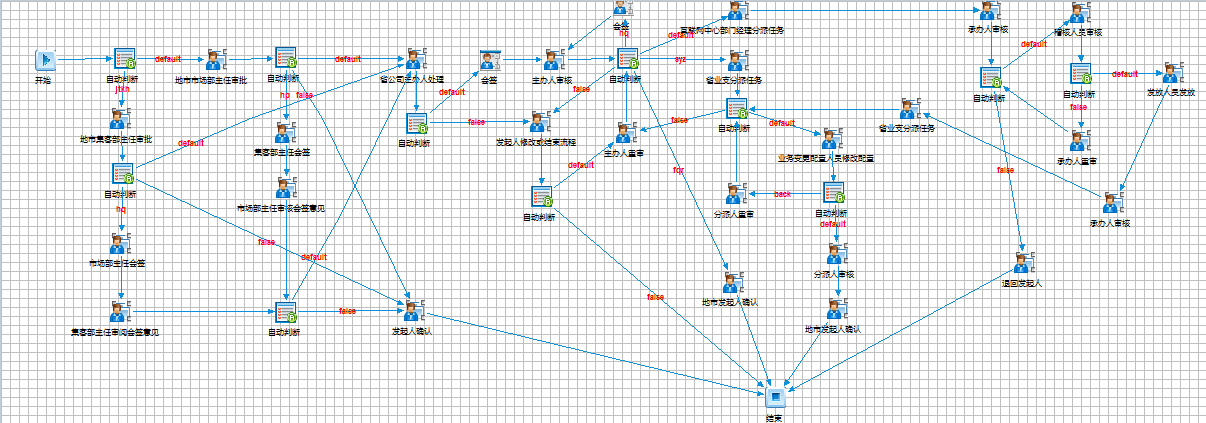 会签
互联网中心部门经理分派任务
承办人审核
稽核人员审核
hq
default
default
开始
自动判断
default
地市市场部主任审批
自动判断
default
省公司主办人处理
会签
主办人审核
自动判断
syz
省业支分派任务
自动判断
自动判断
default
发放人员发放
jtkh
hq
false
default
false
false
地市集客部主任审批
集客部主任会签
default
自动判断
false
发起人修改或结束流程
主办人重审
false
自动判断
default
省业支分派任务
承办人重审
业务变更配置人员修改配置
自动判断
default
fqr
false
hq
市场部主任审核会签意见
自动判断
分派人重审
back
自动判断
default
承办人审核
false
default
市场部主任会签
分派人审核
退回发起人
false
集客部主任审阅会签意见
自动判断
false
发起人确认
地市发起人确认
地市发起人确认
结束